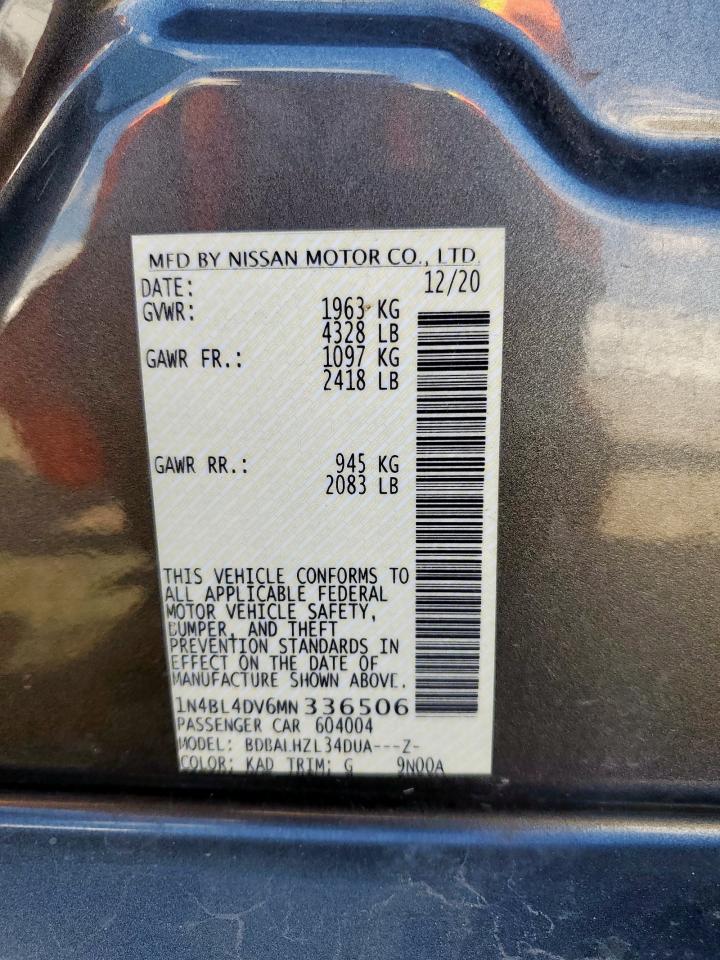 MFD BY NISSAN MOTOR CO., LTD.
DATE: 12/20
GVWR: 1963 KG
4328 LB
GAWR FR.: 1097 KG
2418 LB
GAWR RR.: 945 KG
2083 LB
THIS VEHICLE CONFORMS TO
ALL APPLICABLE FEDERAL
MOTOR VEHICLE SAFETY,
BUMPER, AND THEFT
PREVENTION STANDARDS IN
EFFECT ON THE DATE OF
MANUFACTURE SHOWN ABOVE.
1N4BL4DV6MN336506
PASSENGER CAR 604004
MODEL: BDBALHZL34DUA---Z-
COLOR: KAD TRIM: G 9N00A